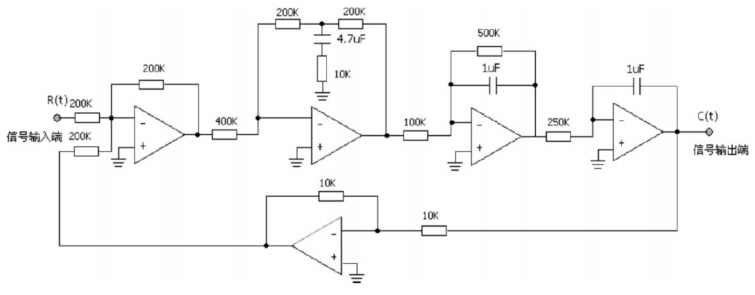 200K
200K
4.7uF
10K
500K
1uF
1uF
R(t)
200K
200K
400K
100K
250K
C(t)
信号输入端
200K
信号输出端
−
+
−
+
−
+
−
+
10K
10K
−
+